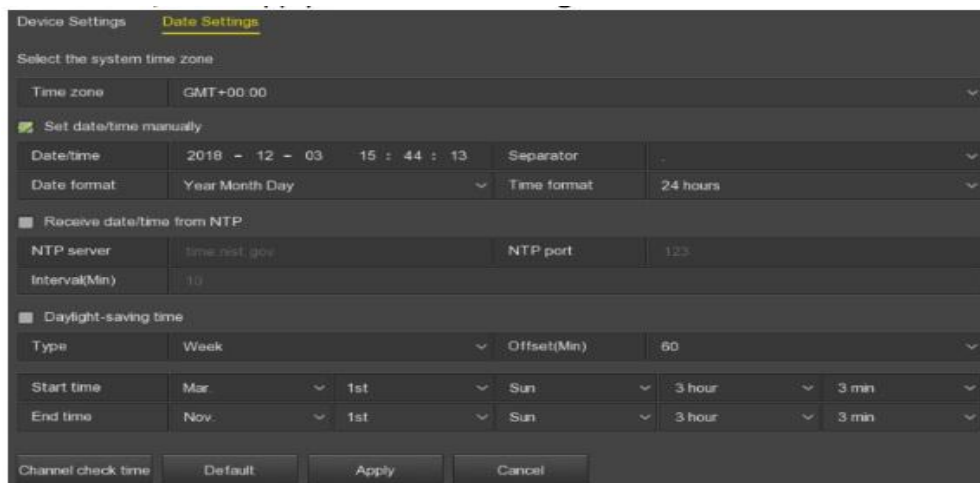 Device Settings Date Settings
Select the system time zone
Time zone GMT+00:00
Set date/time manually
Date/time 2018 - 12 - 03 15 : 44 : 13 Separator .
Date format Year Month Day Time format 24 hours
Receive date/time from NTP
NTP server time.nist.gov NTP port 123
Interval(Min) 10
Daylight-saving time
Type Week Offset(Min) 60
Start time Mar. 1st Sun 3 hour 3 min
End time Nov. 1st Sun 3 hour 3 min
Channel check time Default Apply Cancel